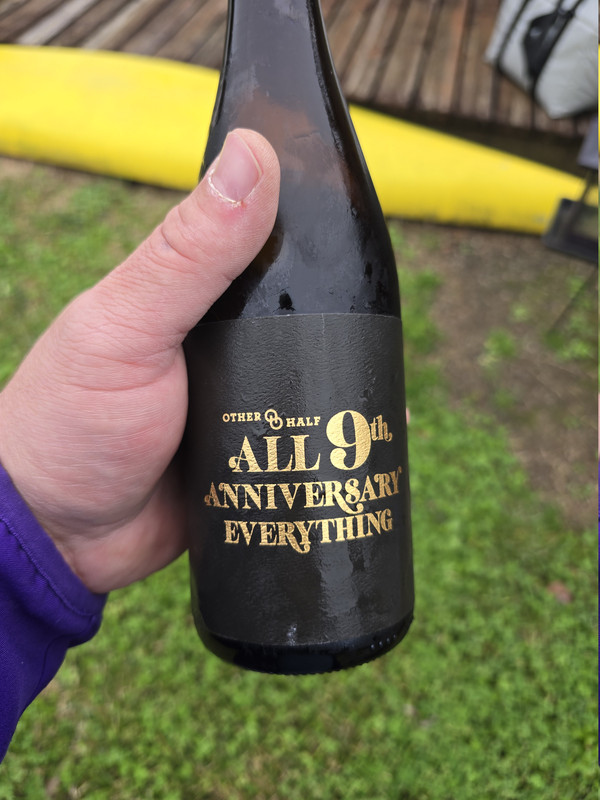 OTHER HALF
ALL 9th
ANNIVERSARY
EVERYTHING